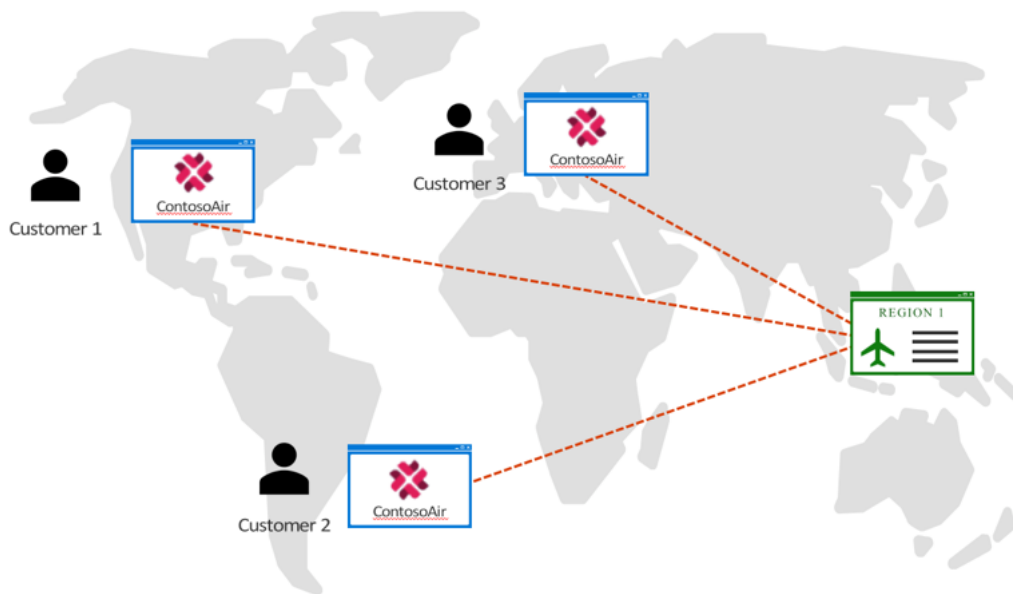 Customer 1
ContosoAir
Customer 3
ContosoAir
REGION 1
Customer 2
ContosoAir